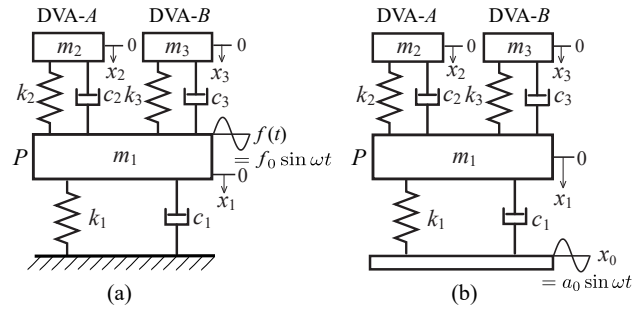 DVA-A DVA-B DVA-A DVA-B
m₂ 0 m₃ 0 m₂ 0 m₃ 0
x₂ x₃ x₂ x₃
k₂ c₂ k₃ c₃ k₂ c₂ k₃ c₃
f(t)
P m₁ = f₀ sin ωt P m₁ 0
0
x₁ x₁
k₁ c₁ k₁ c₁
x₀
= a₀ sin ωt
(a) (b)